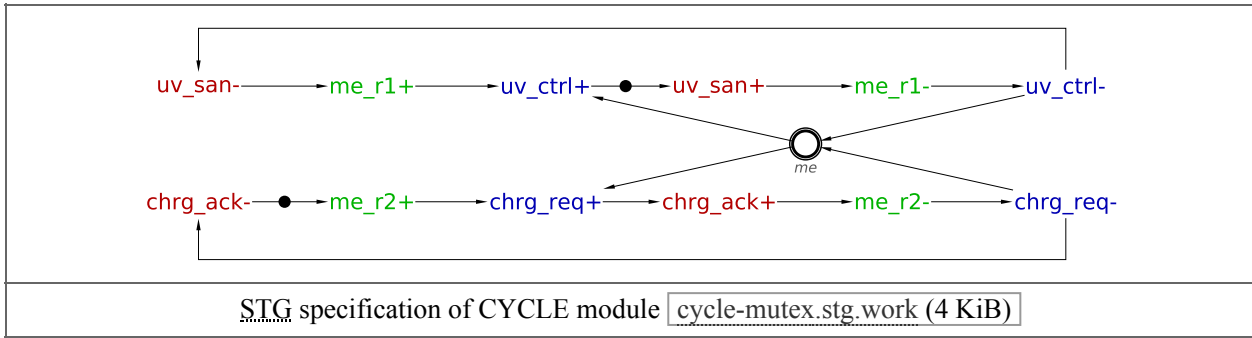 uv_san- me_r1+ uv_ctrl+ uv_san+ me_r1- uv_ctrl-
me
chrg_ack- me_r2+ chrg_req+ chrg_ack+ me_r2- chrg_req-
STG specification of CYCLE module cycle-mutex.stg.work (4 KiB)